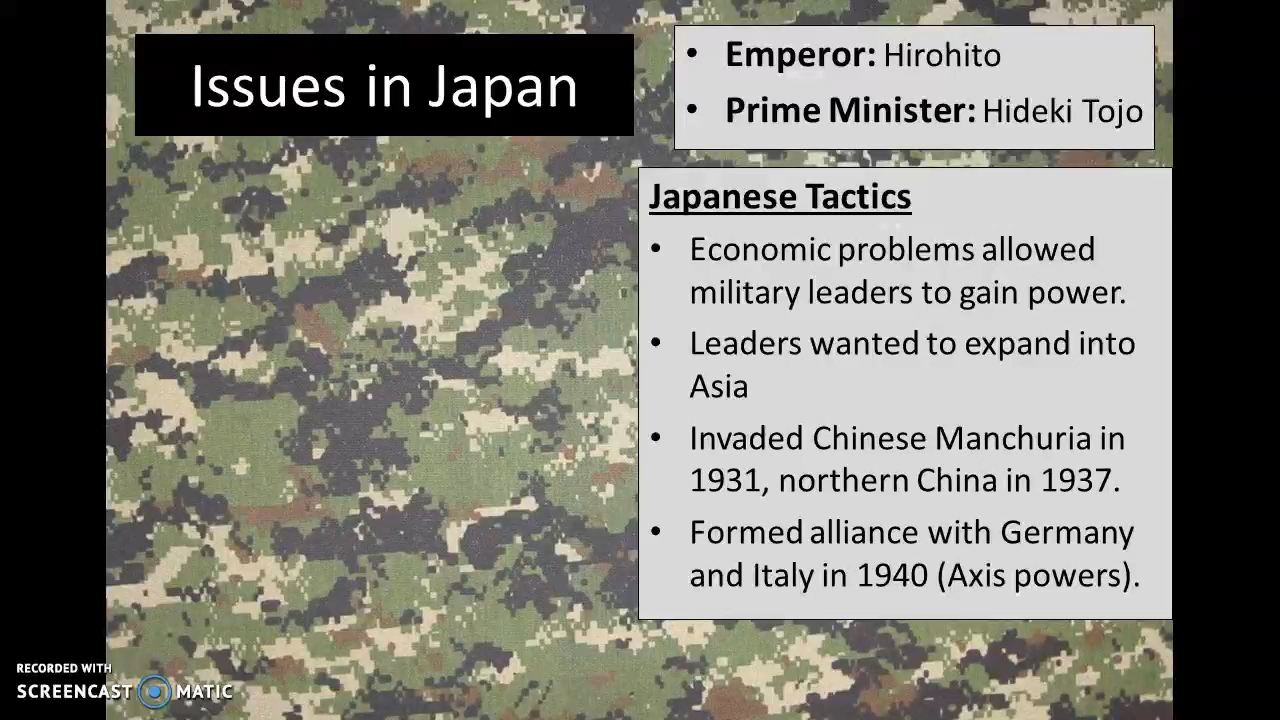 Issues in Japan
• Emperor: Hirohito
• Prime Minister: Hideki Tojo
Japanese Tactics
• Economic problems allowed
military leaders to gain power.
• Leaders wanted to expand into
Asia
• Invaded Chinese Manchuria in
1931, northern China in 1937.
• Formed alliance with Germany
and Italy in 1940 (Axis powers).
RECORDED WITH
SCREENCAST MATIC